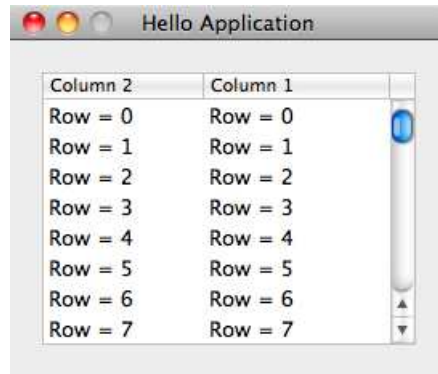 Hello Application
Column 2 Column 1
Row = 0 Row = 0
Row = 1 Row = 1
Row = 2 Row = 2
Row = 3 Row = 3
Row = 4 Row = 4
Row = 5 Row = 5
Row = 6 Row = 6
Row = 7 Row = 7